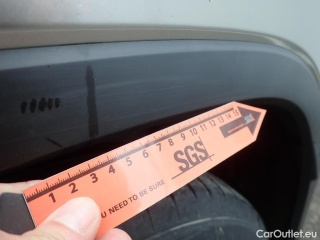 1 2 3 4 5 6 7 8 9 10 11 12 13 14 15
U NEED TO BE SURE
SGS
CarOutlet.eu